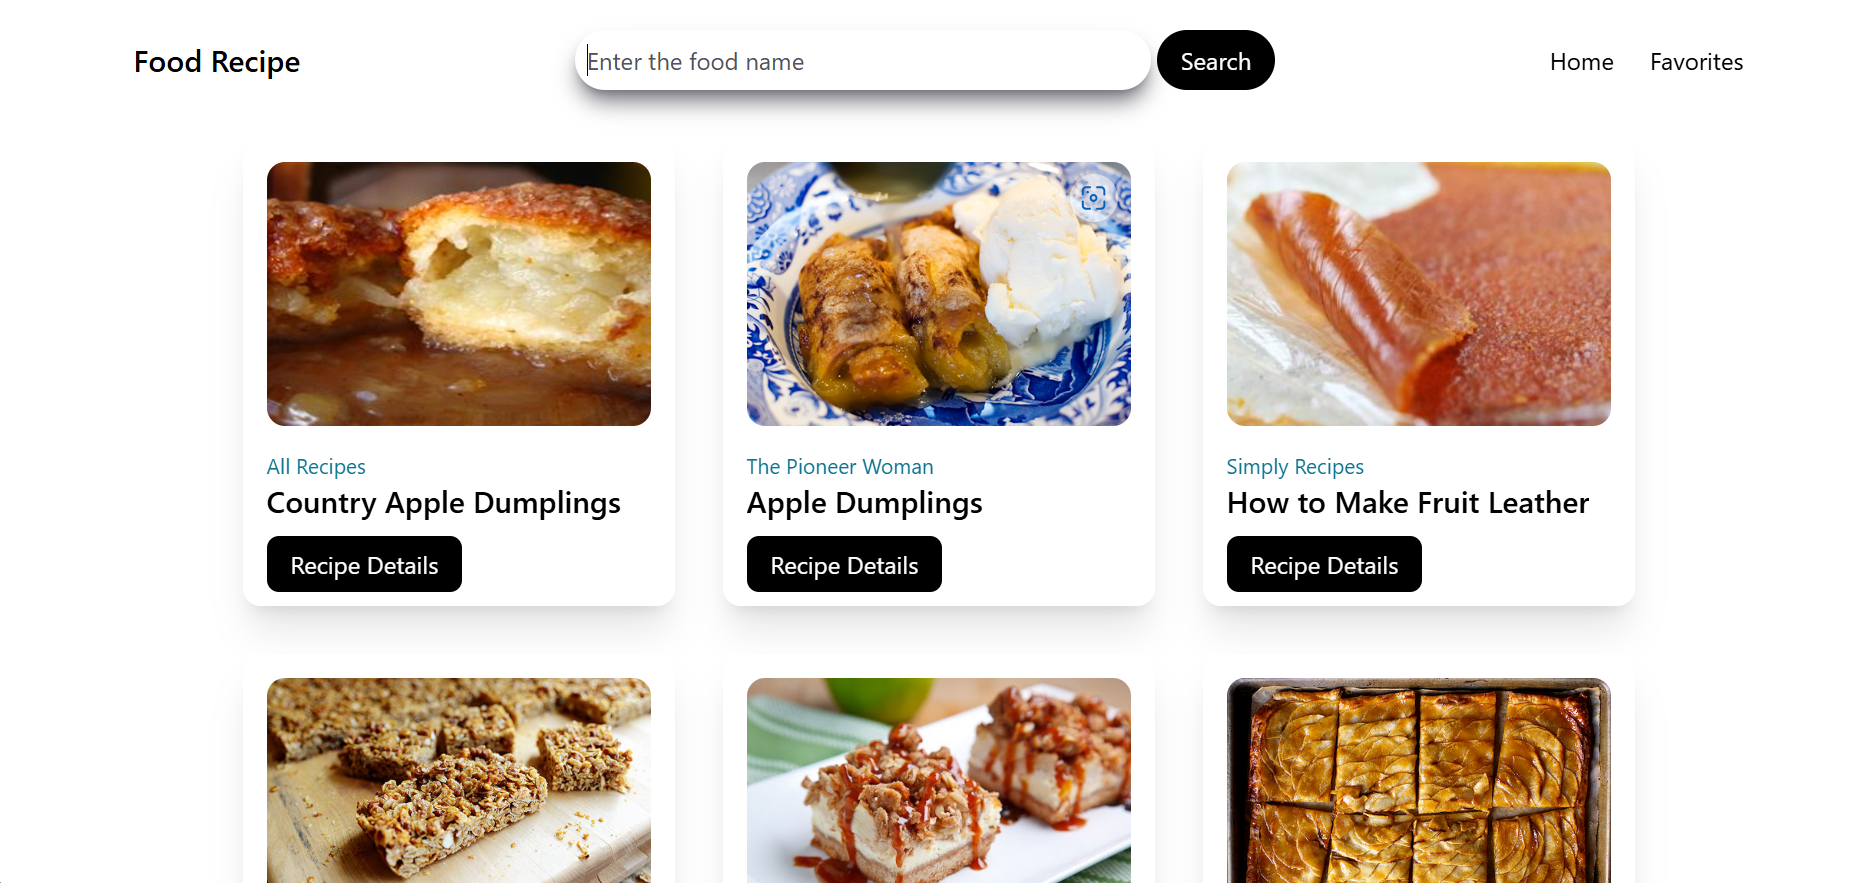 Food Recipe
Enter the food name
Search
Home
Favorites
All Recipes
Country Apple Dumplings
Recipe Details
The Pioneer Woman
Apple Dumplings
Recipe Details
Simply Recipes
How to Make Fruit Leather
Recipe Details